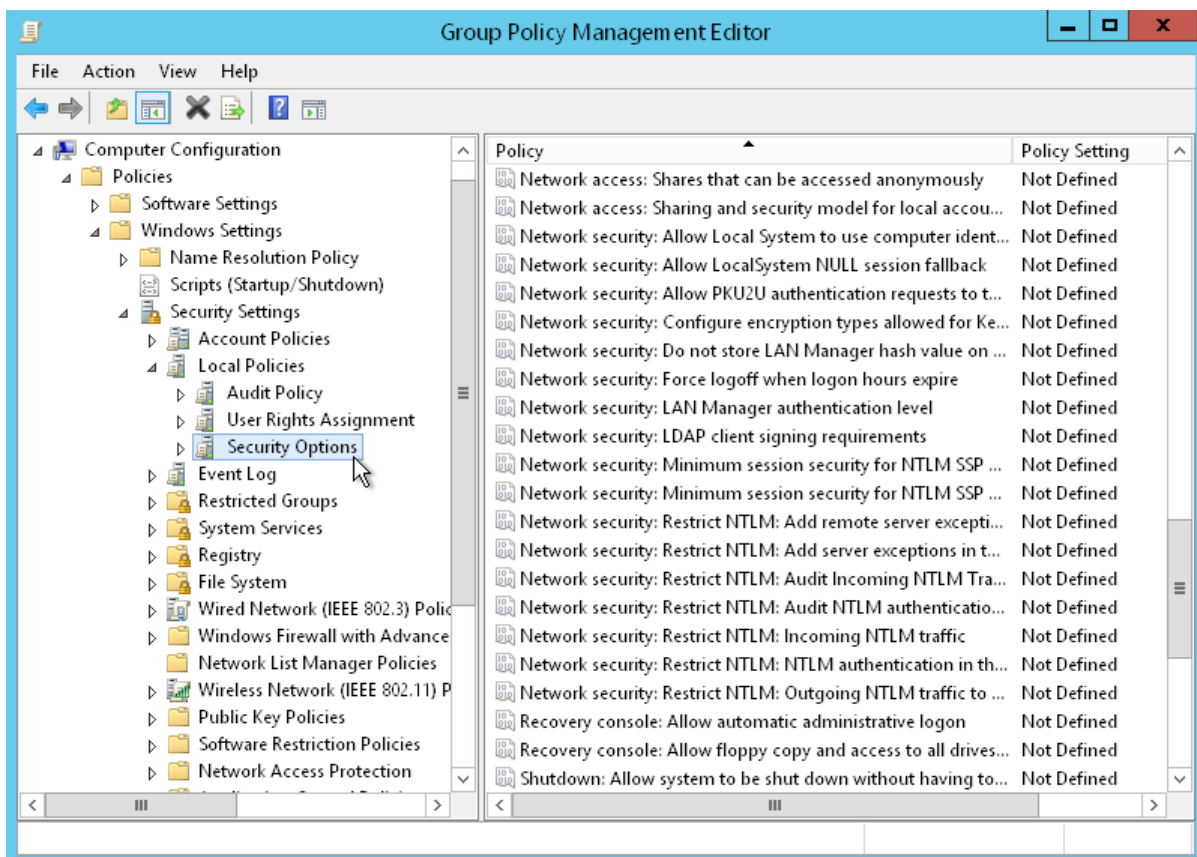 Group Policy Management Editor
File Action View Help
Computer Configuration
Policies
Software Settings
Windows Settings
Name Resolution Policy
Scripts (Startup/Shutdown)
Security Settings
Account Policies
Local Policies
Audit Policy
User Rights Assignment
Security Options
Event Log
Restricted Groups
System Services
Registry
File System
Wired Network (IEEE 802.3) Polic
Windows Firewall with Advance
Network List Manager Policies
Wireless Network (IEEE 802.11) P
Public Key Policies
Software Restriction Policies
Network Access Protection
Policy Policy Setting
Network access: Shares that can be accessed anonymously Not Defined
Network access: Sharing and security model for local accou... Not Defined
Network security: Allow Local System to use computer ident... Not Defined
Network security: Allow LocalSystem NULL session fallback Not Defined
Network security: Allow PKU2U authentication requests to t... Not Defined
Network security: Configure encryption types allowed for Ke... Not Defined
Network security: Do not store LAN Manager hash value on ... Not Defined
Network security: Force logoff when logon hours expire Not Defined
Network security: LAN Manager authentication level Not Defined
Network security: LDAP client signing requirements Not Defined
Network security: Minimum session security for NTLM SSP ... Not Defined
Network security: Minimum session security for NTLM SSP ... Not Defined
Network security: Restrict NTLM: Add remote server excepti... Not Defined
Network security: Restrict NTLM: Add server exceptions in t... Not Defined
Network security: Restrict NTLM: Audit Incoming NTLM Tra... Not Defined
Network security: Restrict NTLM: Audit NTLM authenticatio... Not Defined
Network security: Restrict NTLM: Incoming NTLM traffic Not Defined
Network security: Restrict NTLM: NTLM authentication in th... Not Defined
Network security: Restrict NTLM: Outgoing NTLM traffic to ... Not Defined
Recovery console: Allow automatic administrative logon Not Defined
Recovery console: Allow floppy copy and access to all drives... Not Defined
Shutdown: Allow system to be shut down without having to... Not Defined